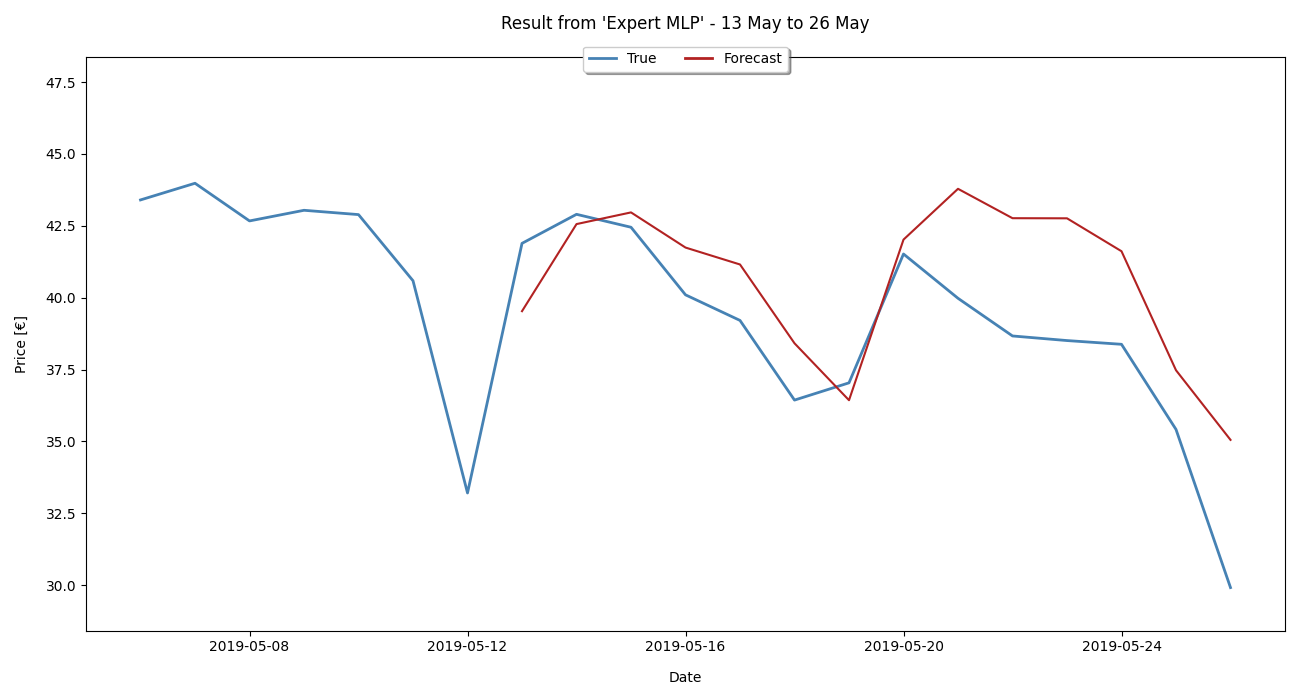 Result from 'Expert MLP' - 13 May to 26 May
True Forecast
47.5
45.0
42.5
40.0
37.5
35.0
32.5
30.0
Price [€]
2019-05-08 2019-05-12 2019-05-16 2019-05-20 2019-05-24
Date